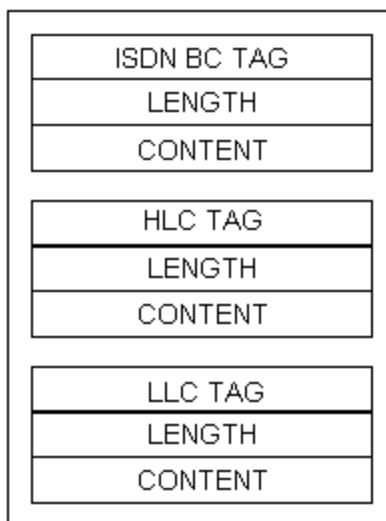 ISDN BC TAG
LENGTH
CONTENT
HLC TAG
LENGTH
CONTENT
LLC TAG
LENGTH
CONTENT